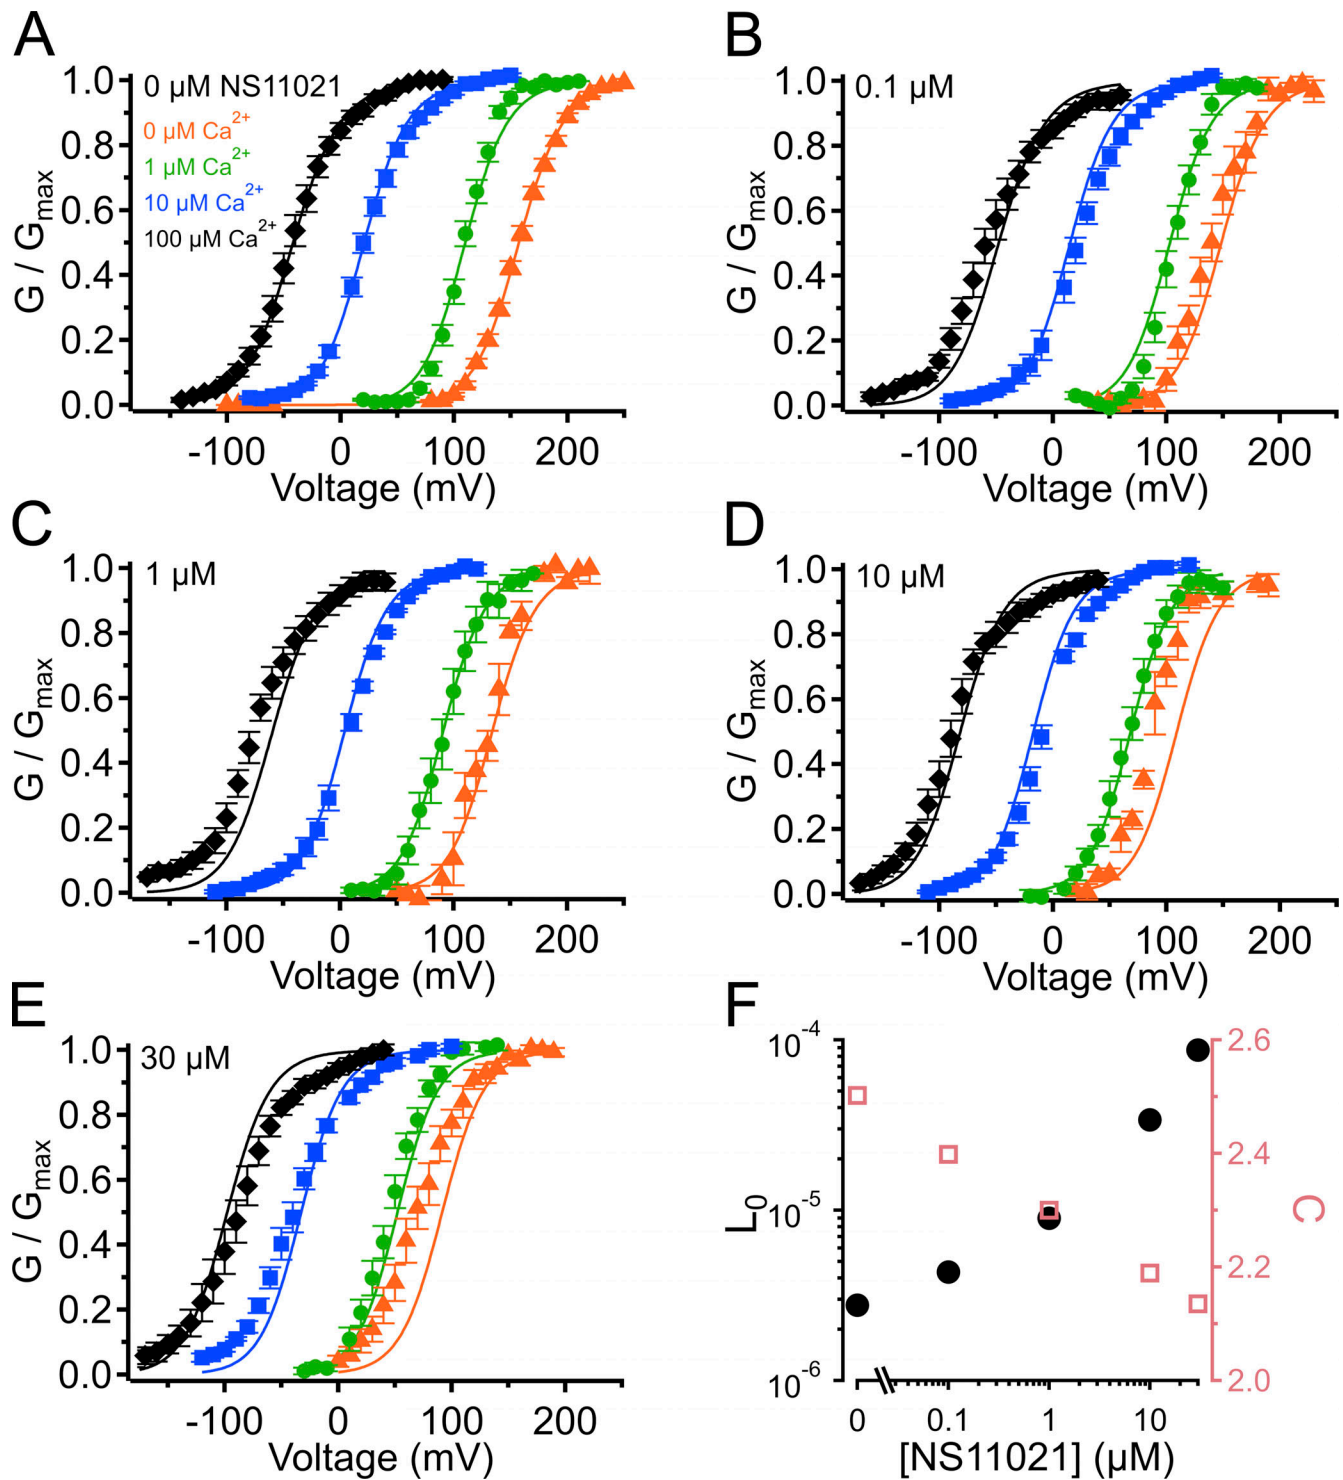 A
0 µM NS11021
0 µM Ca²⁺
1 µM Ca²⁺
10 µM Ca²⁺
100 µM Ca²⁺
G / Gmax
1.0
0.8
0.6
0.4
0.2
0.0
-100 0 100 200
Voltage (mV)
B
0.1 µM
G / Gmax
1.0
0.8
0.6
0.4
0.2
0.0
-100 0 100 200
Voltage (mV)
C
1 µM
G / Gmax
1.0
0.8
0.6
0.4
0.2
0.0
-100 0 100 200
Voltage (mV)
D
10 µM
G / Gmax
1.0
0.8
0.6
0.4
0.2
0.0
-100 0 100 200
Voltage (mV)
E
30 µM
G / Gmax
1.0
0.8
0.6
0.4
0.2
0.0
-100 0 100 200
Voltage (mV)
F
L₀
10⁻⁴
10⁻⁵
10⁻⁶
2.6
2.4
2.2
2.0
C
0 0.1 1 10
[NS11021] (µM)